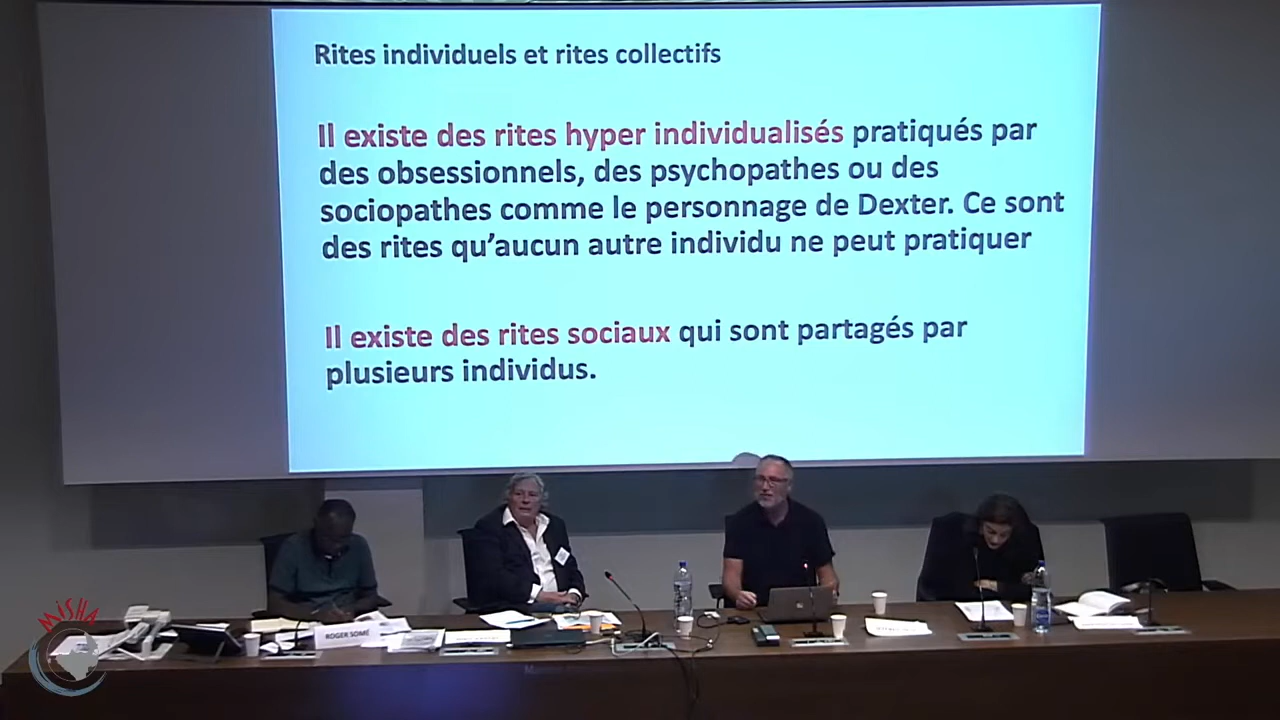 Rites individuels et rites collectifs
Il existe des rites hyper individualisés pratiqués par
des obsessionnels, des psychopathes ou des
sociopathes comme le personnage de Dexter. Ce sont
des rites qu’aucun autre individu ne peut pratiquer
Il existe des rites sociaux qui sont partagés par
plusieurs individus.
ROGER SOMÉ
MISHA